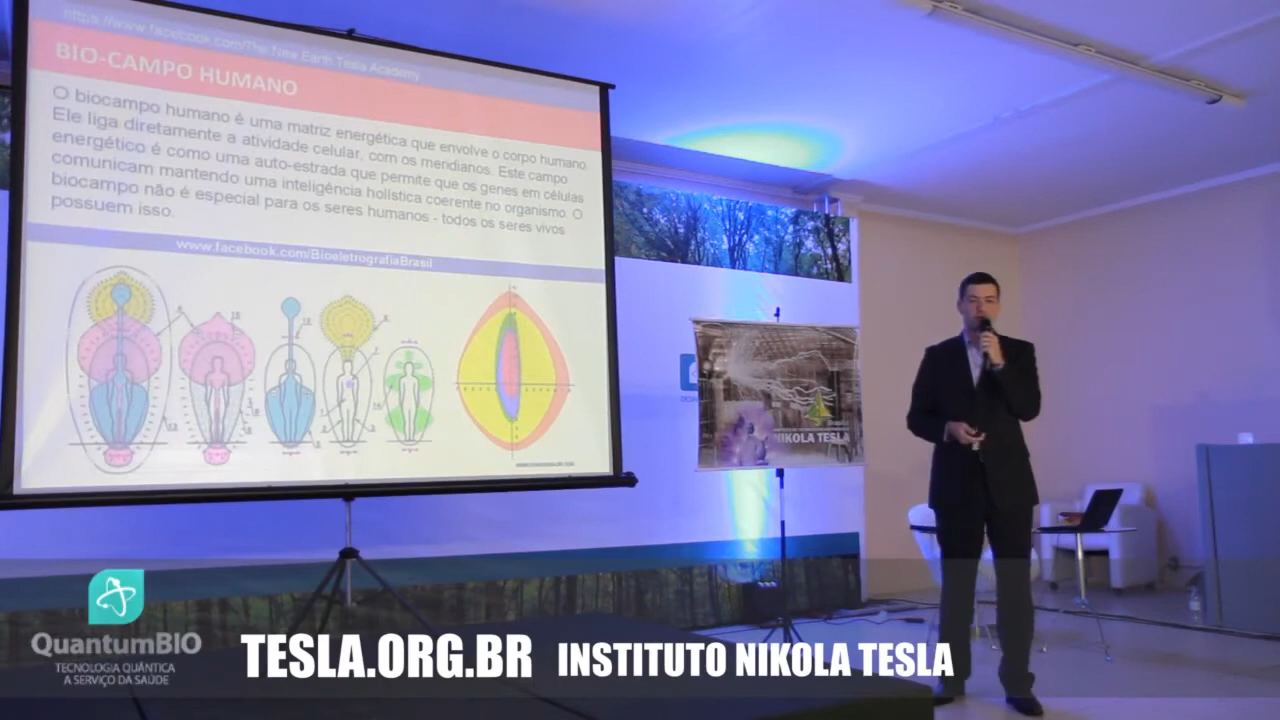 https://www.facebook.com/The New Earth Tesla Academy
BIO-CAMPO HUMANO
O biocampo humano é uma matriz energética que envolve o corpo humano.
Ele liga diretamente a atividade celular, com os meridianos. Este campo
energético é como uma auto-estrada que permite que os genes em células
comunicam mantendo uma inteligência holística coerente no organismo. O
biocampo não é especial para os seres humanos - todos os seres vivos
possuem isso.
www.facebook.com/BioeletrografiaBrasil
NIKOLA TESLA
QuantumBIO
TECNOLOGIA QUÂNTICA
A SERVIÇO DA SAÚDE
TESLA.ORG.BR INSTITUTO NIKOLA TESLA